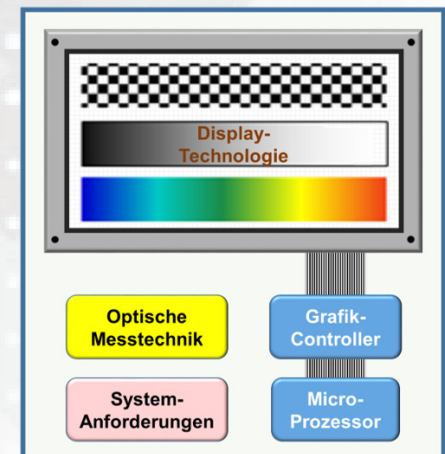 Display-
Technologie
Optische
Messtechnik
Grafik-
Controller
System-
Anforderungen
Micro-
Prozessor